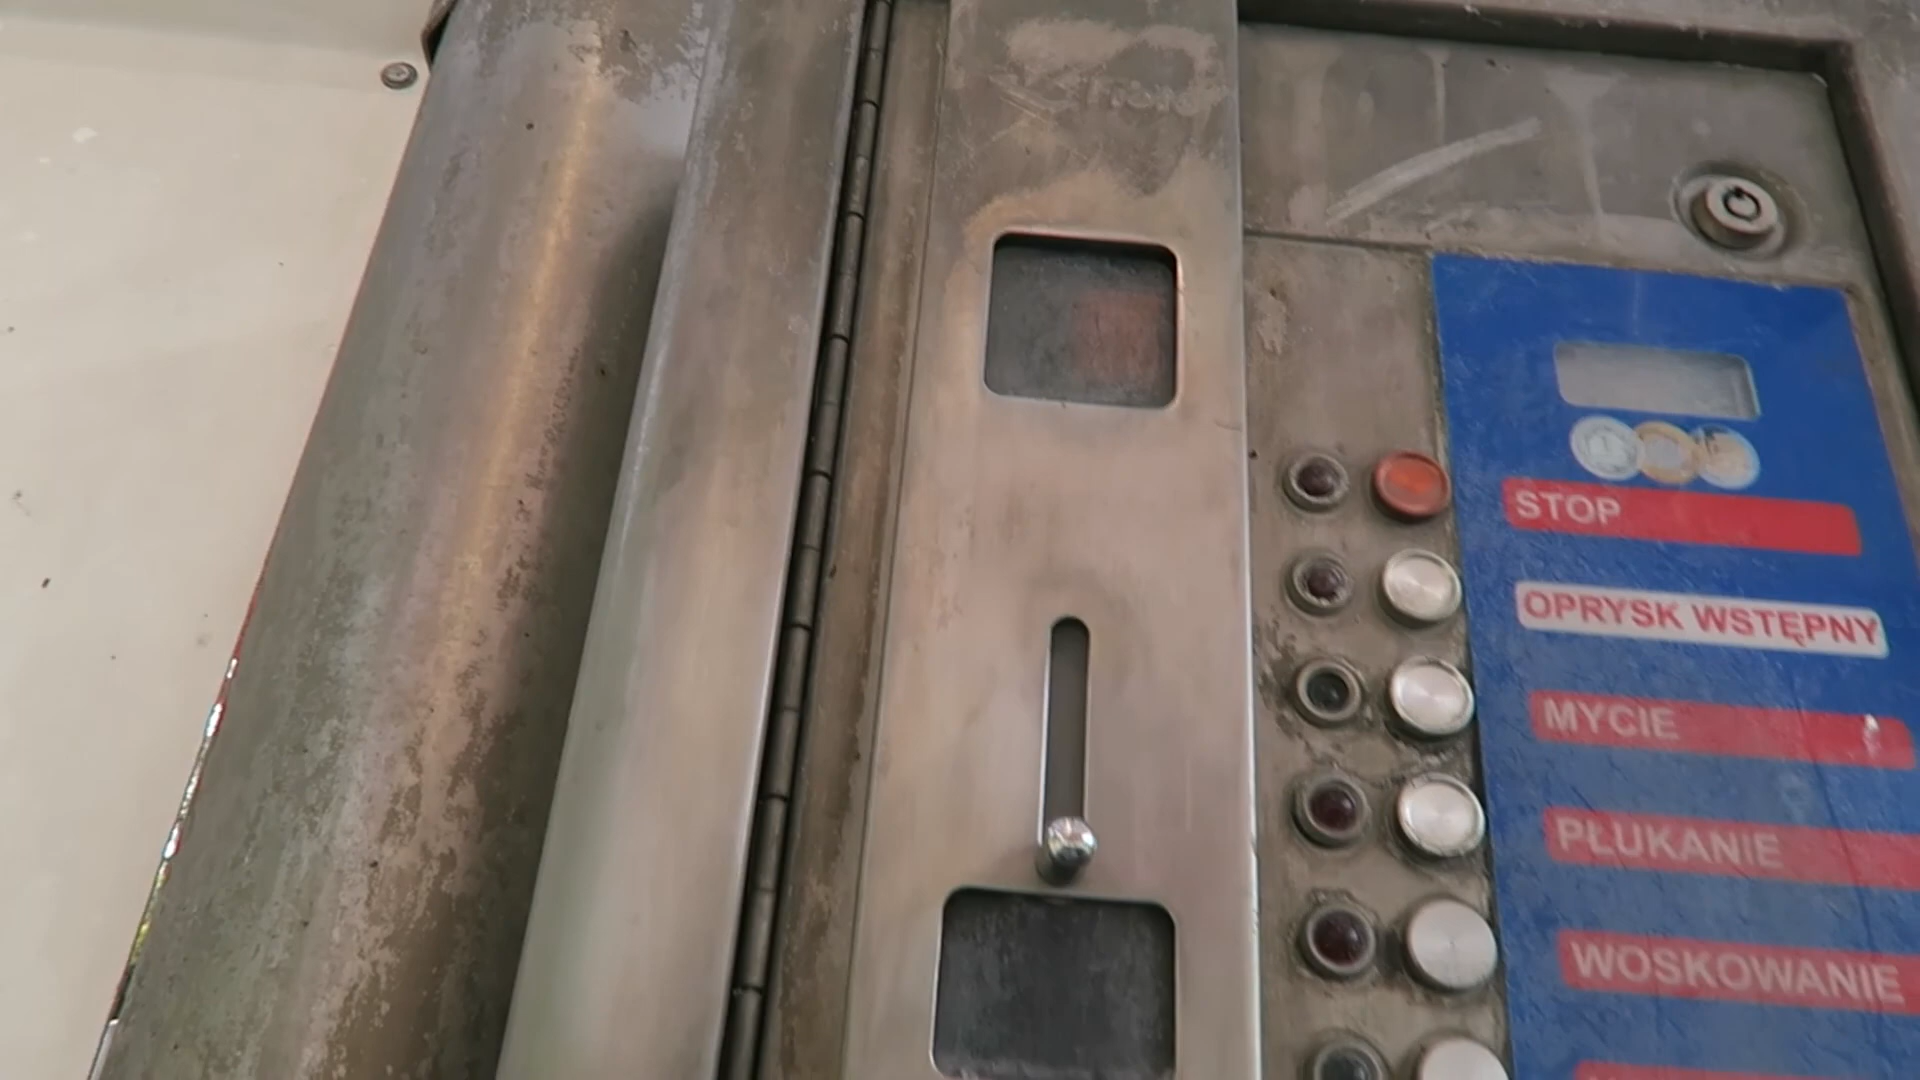 STOP
OPRYSK WSTĘPNY
MYCIE
PŁUKANIE
WOSKOWANIE